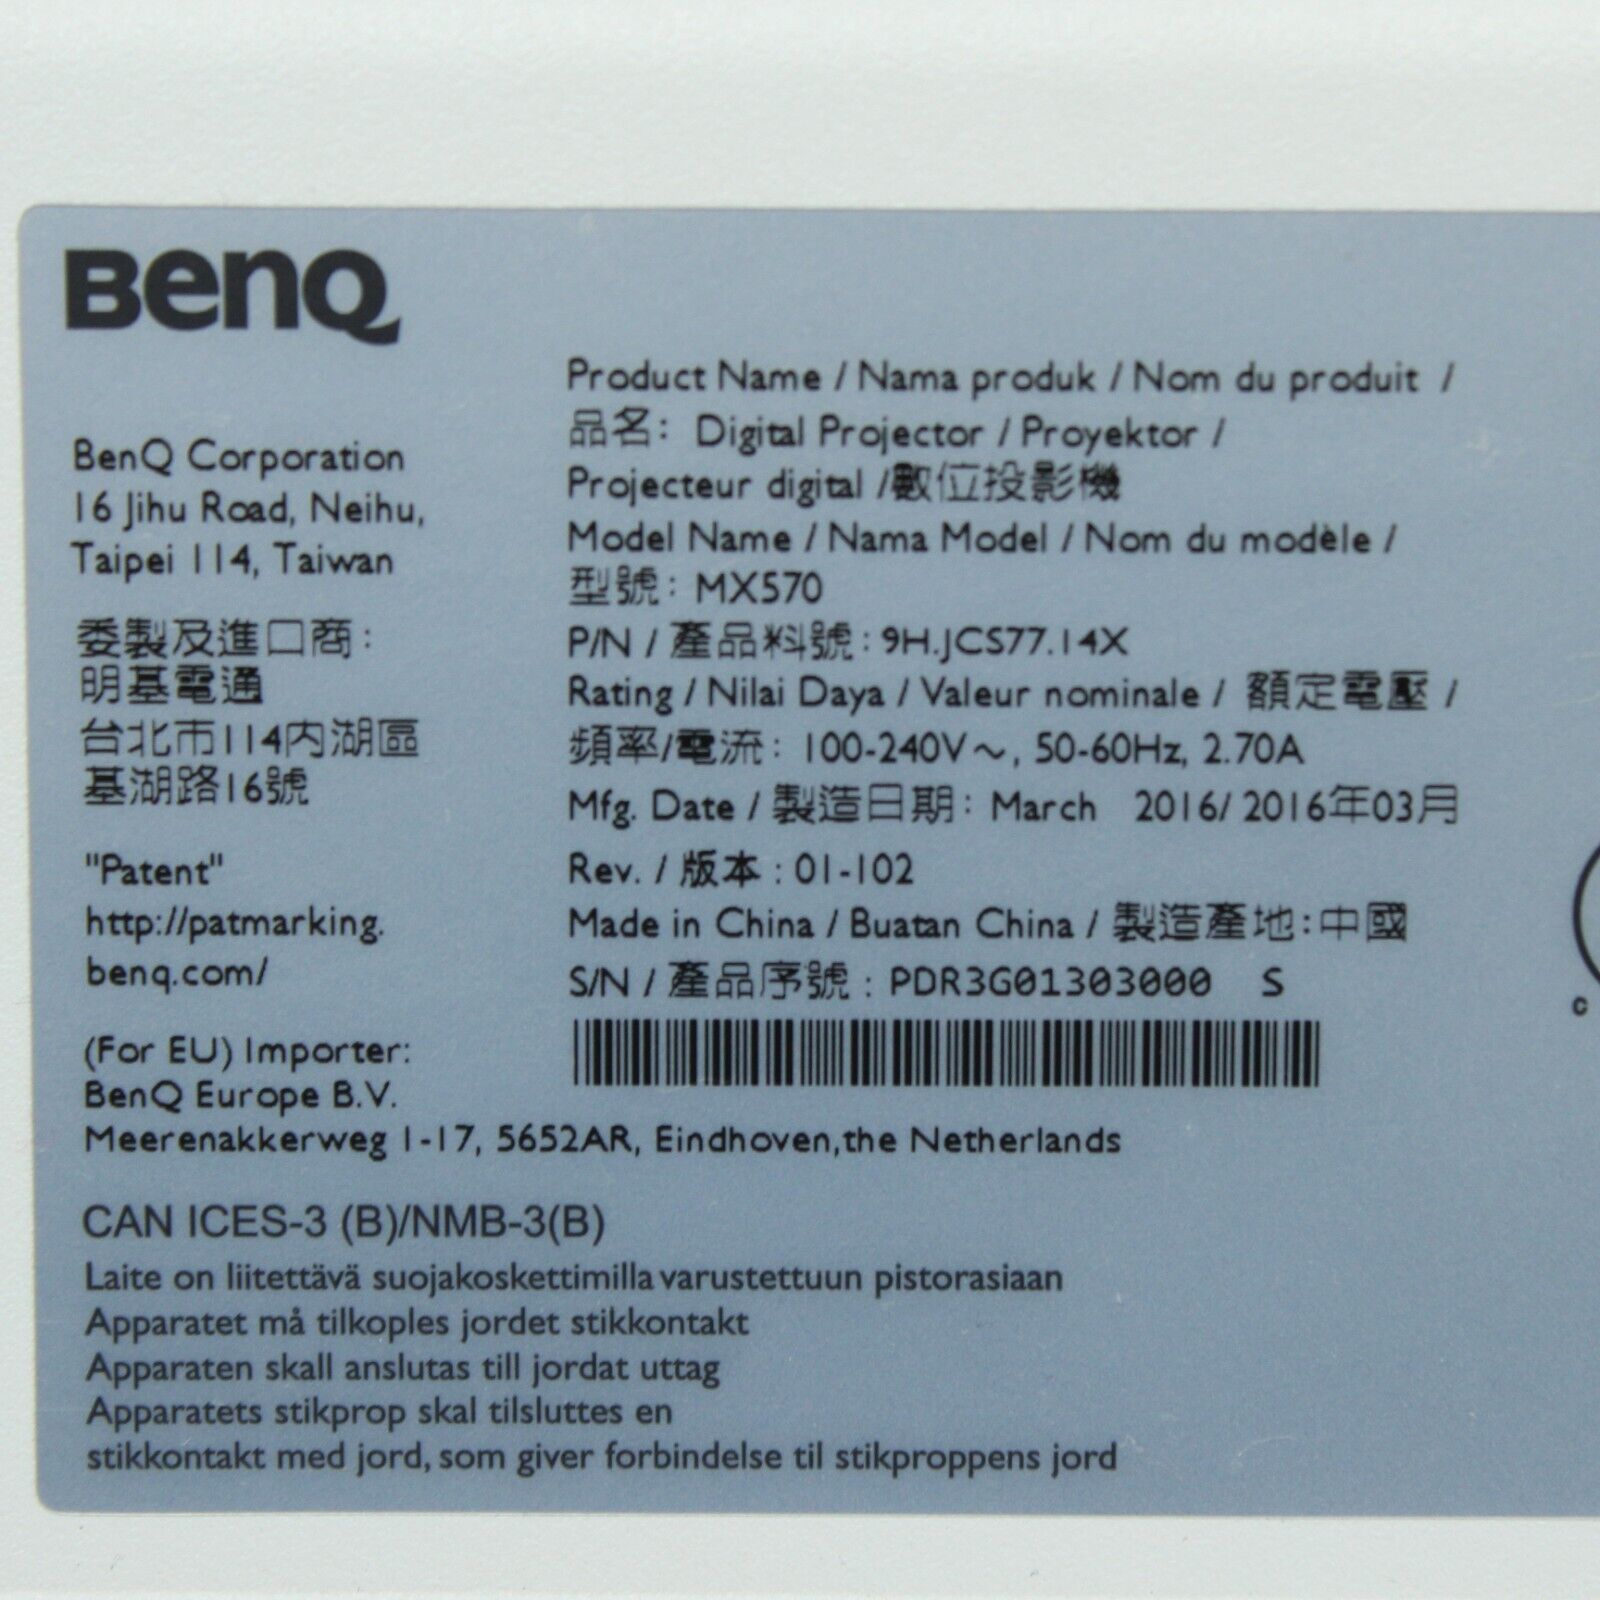 BenQ
BenQ Corporation
16 Jihu Road, Neihu,
Taipei 114, Taiwan
委製及進口商:
明基電通
台北市114內湖區
基湖路16號
"Patent"
http://patmarking.
benq.com/
(For EU) Importer:
BenQ Europe B.V.
Meerenakkerweg 1-17, 5652AR, Eindhoven,the Netherlands
Product Name / Nama produk / Nom du produit /
品名: Digital Projector / Proyektor /
Projecteur digital /數位投影機
Model Name / Nama Model / Nom du modèle /
型號: MX570
P/N / 產品料號: 9H.JCS77.14X
Rating / Nilai Daya / Valeur nominale / 額定電壓 /
頻率/電流: 100-240V~, 50-60Hz, 2.70A
Mfg. Date / 製造日期: March 2016/ 2016年03月
Rev. / 版本 : 01-102
Made in China / Buatan China / 製造產地:中國
S/N / 產品序號 : PDR3G01303000 S
CAN ICES-3 (B)/NMB-3(B)
Laite on liitettävä suojakoskettimilla varustettuun pistorasiaan
Apparatet må tilkoples jordet stikkontakt
Apparaten skall anslutas till jordat uttag
Apparatets stikprop skal tilsluttes en
stikkontakt med jord, som giver forbindelse til stikproppens jord
c